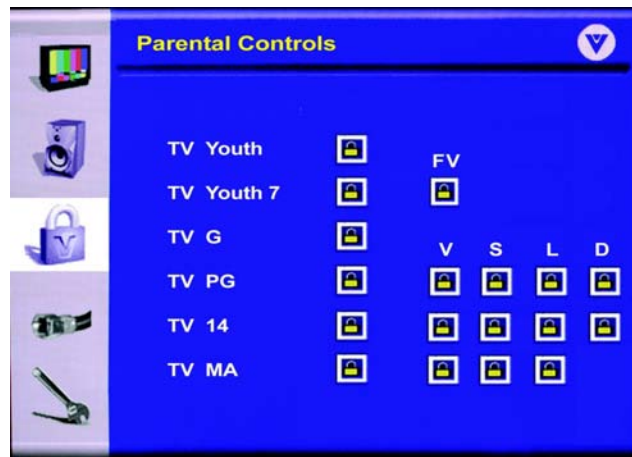 Parental Controls
V
TV Youth
FV
TV Youth 7
TV G
V S L D
TV PG
TV 14
TV MA